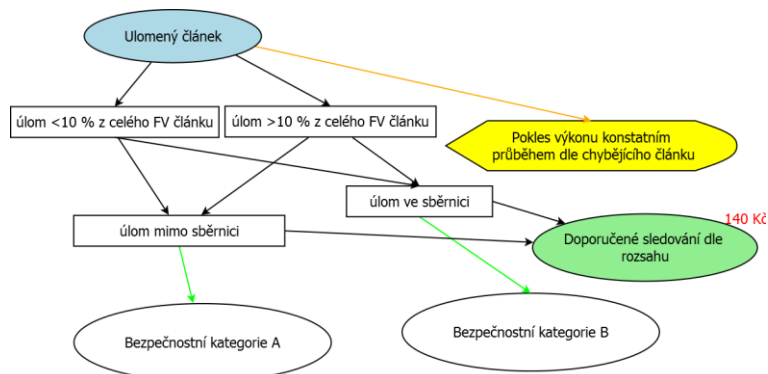 Ulomený článek
úlom <10 % z celého FV článku
úlom >10 % z celého FV článku
Pokles výkonu konstatním
průběhem dle chybějícího článku
úlom ve sběrnici
140 Kč
úlom mimo sběrnici
Doporučené sledování dle
rozsahu
Bezpečnostní kategorie A
Bezpečnostní kategorie B